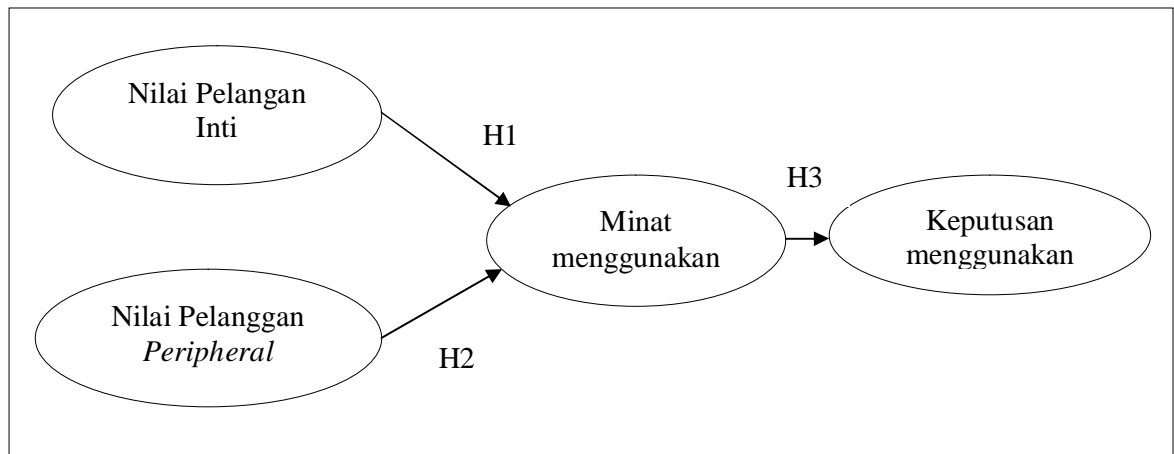 Nilai Pelangan
Inti
H1
H3
Minat
menggunakan
Keputusan
menggunakan
Nilai Pelanggan
Peripheral
H2